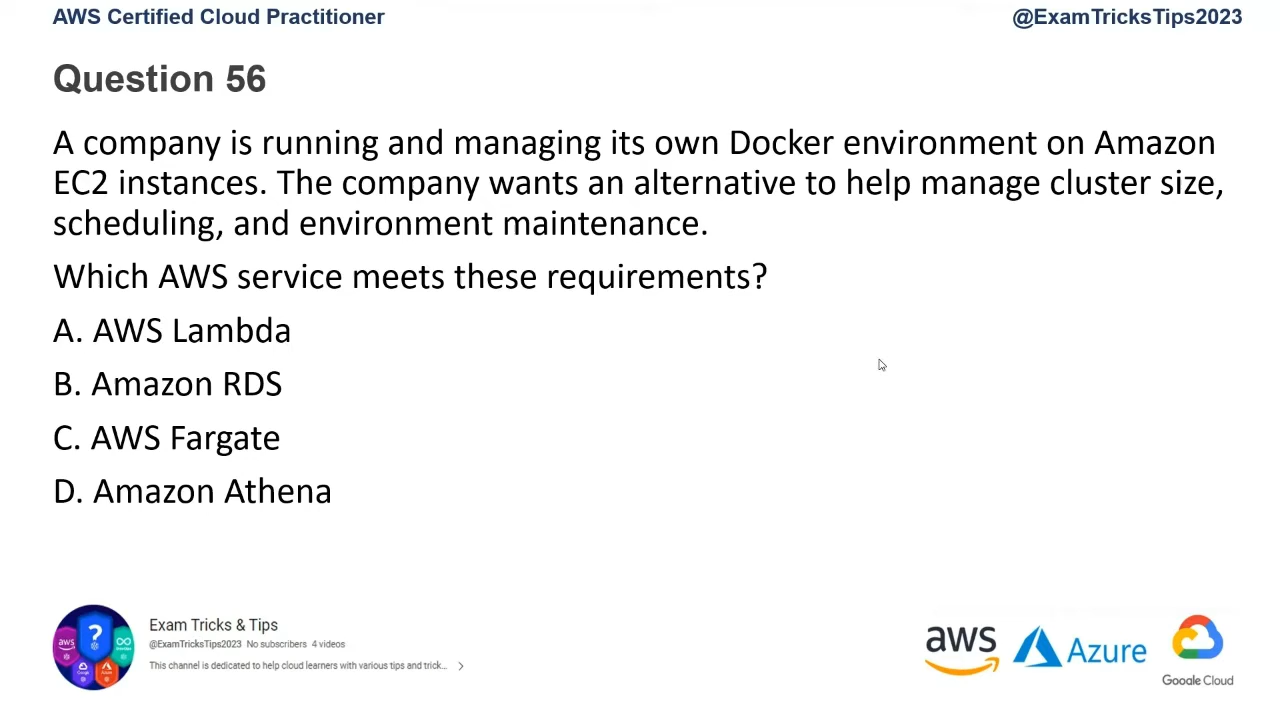 AWS Certified Cloud Practitioner
@ExamTricksTips2023
Question 56
A company is running and managing its own Docker environment on Amazon
EC2 instances. The company wants an alternative to help manage cluster size,
scheduling, and environment maintenance.
Which AWS service meets these requirements?
A. AWS Lambda
B. Amazon RDS
C. AWS Fargate
D. Amazon Athena
Exam Tricks & Tips
@ExamTricksTips2023 No subscribers 4 videos
This channel is dedicated to help cloud learners with various tips and trick...
aws
?
aws
Azure
Google Cloud